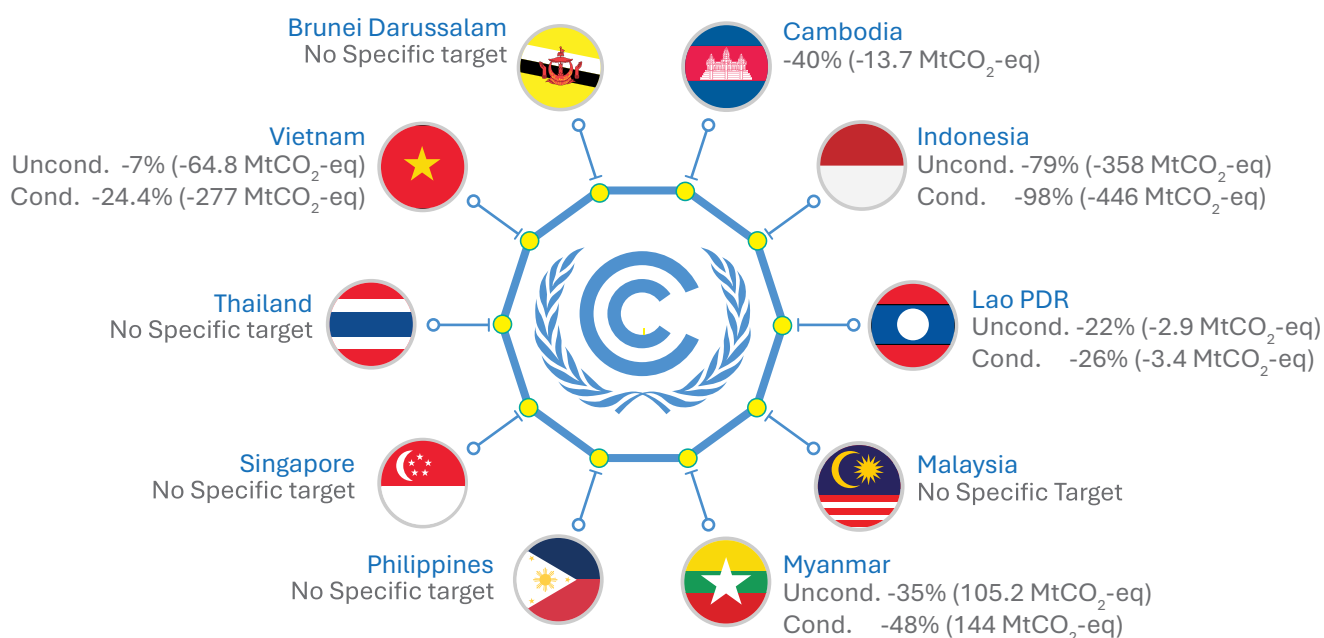 Brunei Darussalam
No Specific target
Cambodia
-40% (-13.7 MtCO₂-eq)
Vietnam
Uncond. -7% (-64.8 MtCO₂-eq)
Cond. -24.4% (-277 MtCO₂-eq)
Indonesia
Uncond. -79% (-358 MtCO₂-eq)
Cond. -98% (-446 MtCO₂-eq)
Thailand
No Specific target
Lao PDR
Uncond. -22% (-2.9 MtCO₂-eq)
Cond. -26% (-3.4 MtCO₂-eq)
Singapore
No Specific target
Malaysia
No Specific Target
Philippines
No Specific target
Myanmar
Uncond. -35% (105.2 MtCO₂-eq)
Cond. -48% (144 MtCO₂-eq)